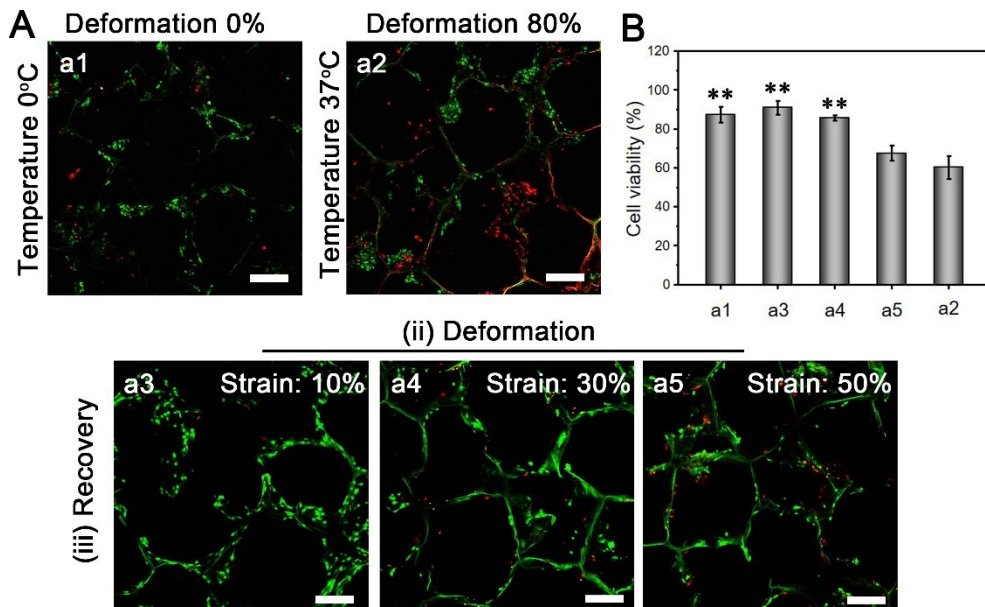 A
Deformation 0%
Deformation 80%
B
Temperature 0°C
a1
Temperature 37°C
a2
Cell viability (%)
120
100
80
60
40
20
0
**
**
**
a1
a3
a4
a5
a2
(ii) Deformation
(iii) Recovery
a3
Strain: 10%
a4
Strain: 30%
a5
Strain: 50%